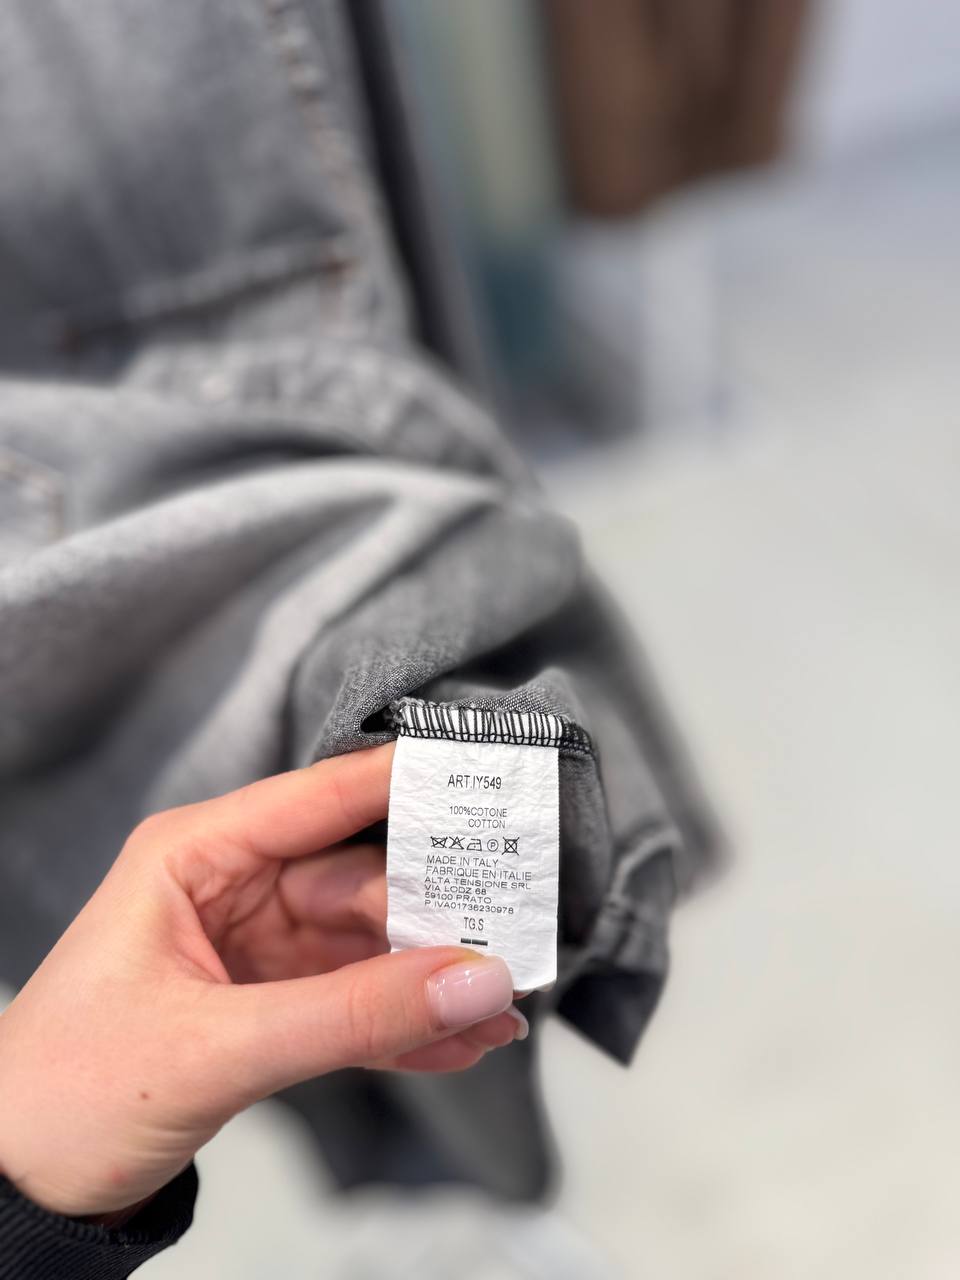 ART.IY549
100%COTONE
COTTON
P
MADE IN TALY
FABRIQUE EN ITALIE
ALTA TENSIONE SRL
VIA LODZ 68
59100 PRATO
P IVA01736230978
TG.S